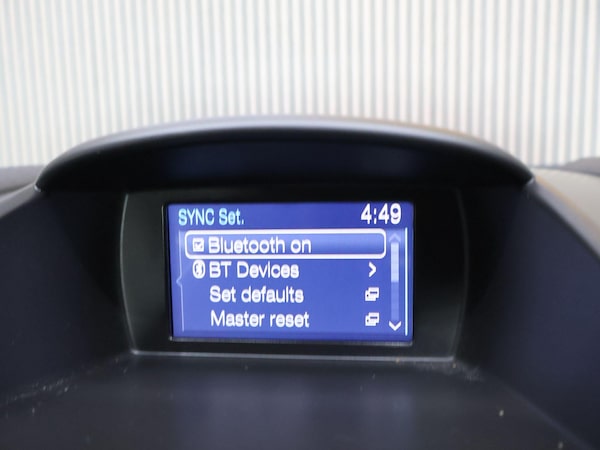 SYNC Set.
4:49
Bluetooth on
BT Devices
Set defaults
Master reset